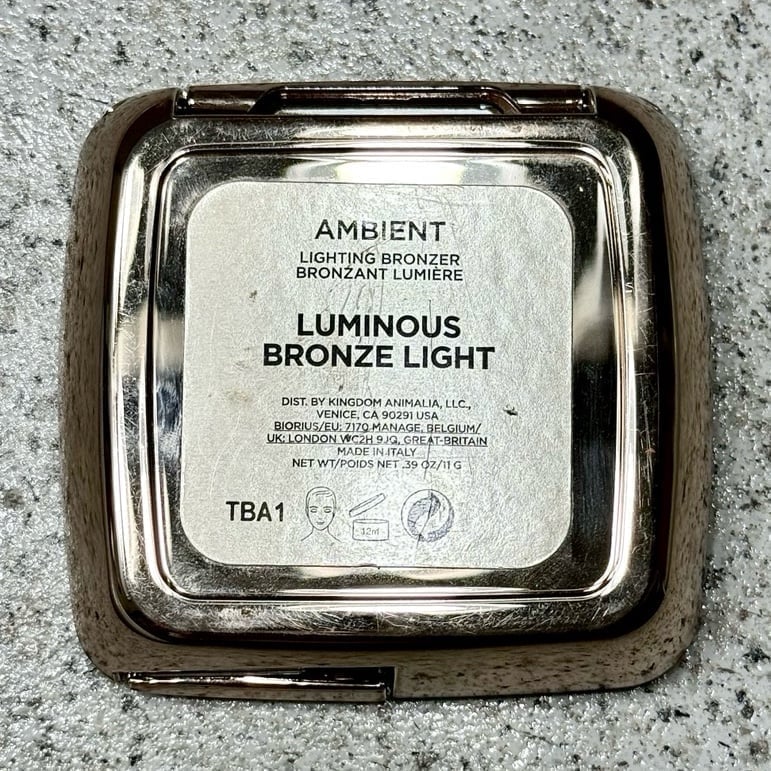 AMBIENT
LIGHTING BRONZER
BRONZANT LUMIÈRE
LUMINOUS
BRONZE LIGHT
DIST. BY KINGDOM ANIMALIA, LLC.,
VENICE, CA 90291 USA
BIORIUS/EU: 7170 MANAGE, BELGIUM/
UK: LONDON WC2H 9JQ, GREAT-BRITAIN
MADE IN ITALY
NET WT/POIDS NET .39 OZ/11 G
TBA1
12M